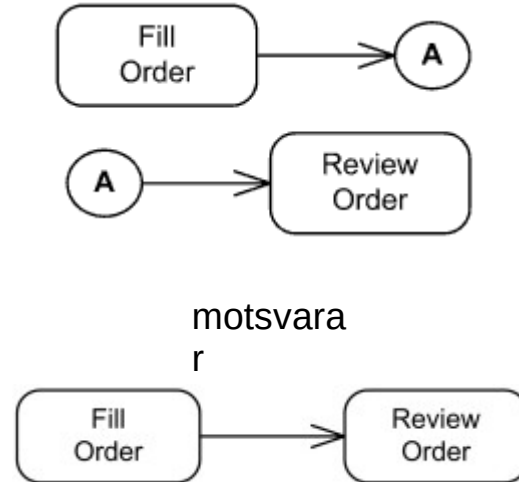 Fill
Order
A
A
Review
Order
motsvara
r
Fill
Order
Review
Order